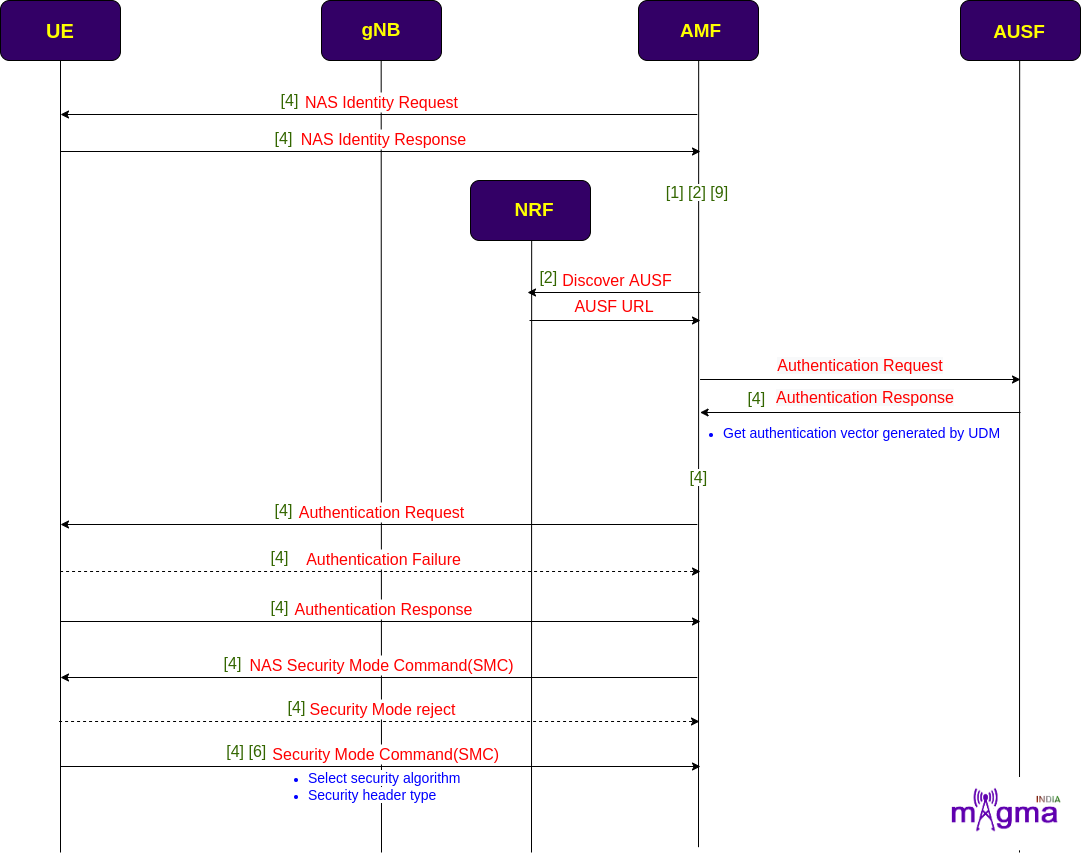 UE
gNB
AMF
AUSF
[4] NAS Identity Request
[4] NAS Identity Response
[1] [2] [9]
NRF
[2] Discover AUSF
AUSF URL
Authentication Request
[4] Authentication Response
• Get authentication vector generated by UDM
[4]
[4] Authentication Request
[4] Authentication Failure
[4] Authentication Response
[4] NAS Security Mode Command(SMC)
[4] Security Mode reject
[4] [6] Security Mode Command(SMC)
• Select security algorithm
• Security header type
INDiA
magma